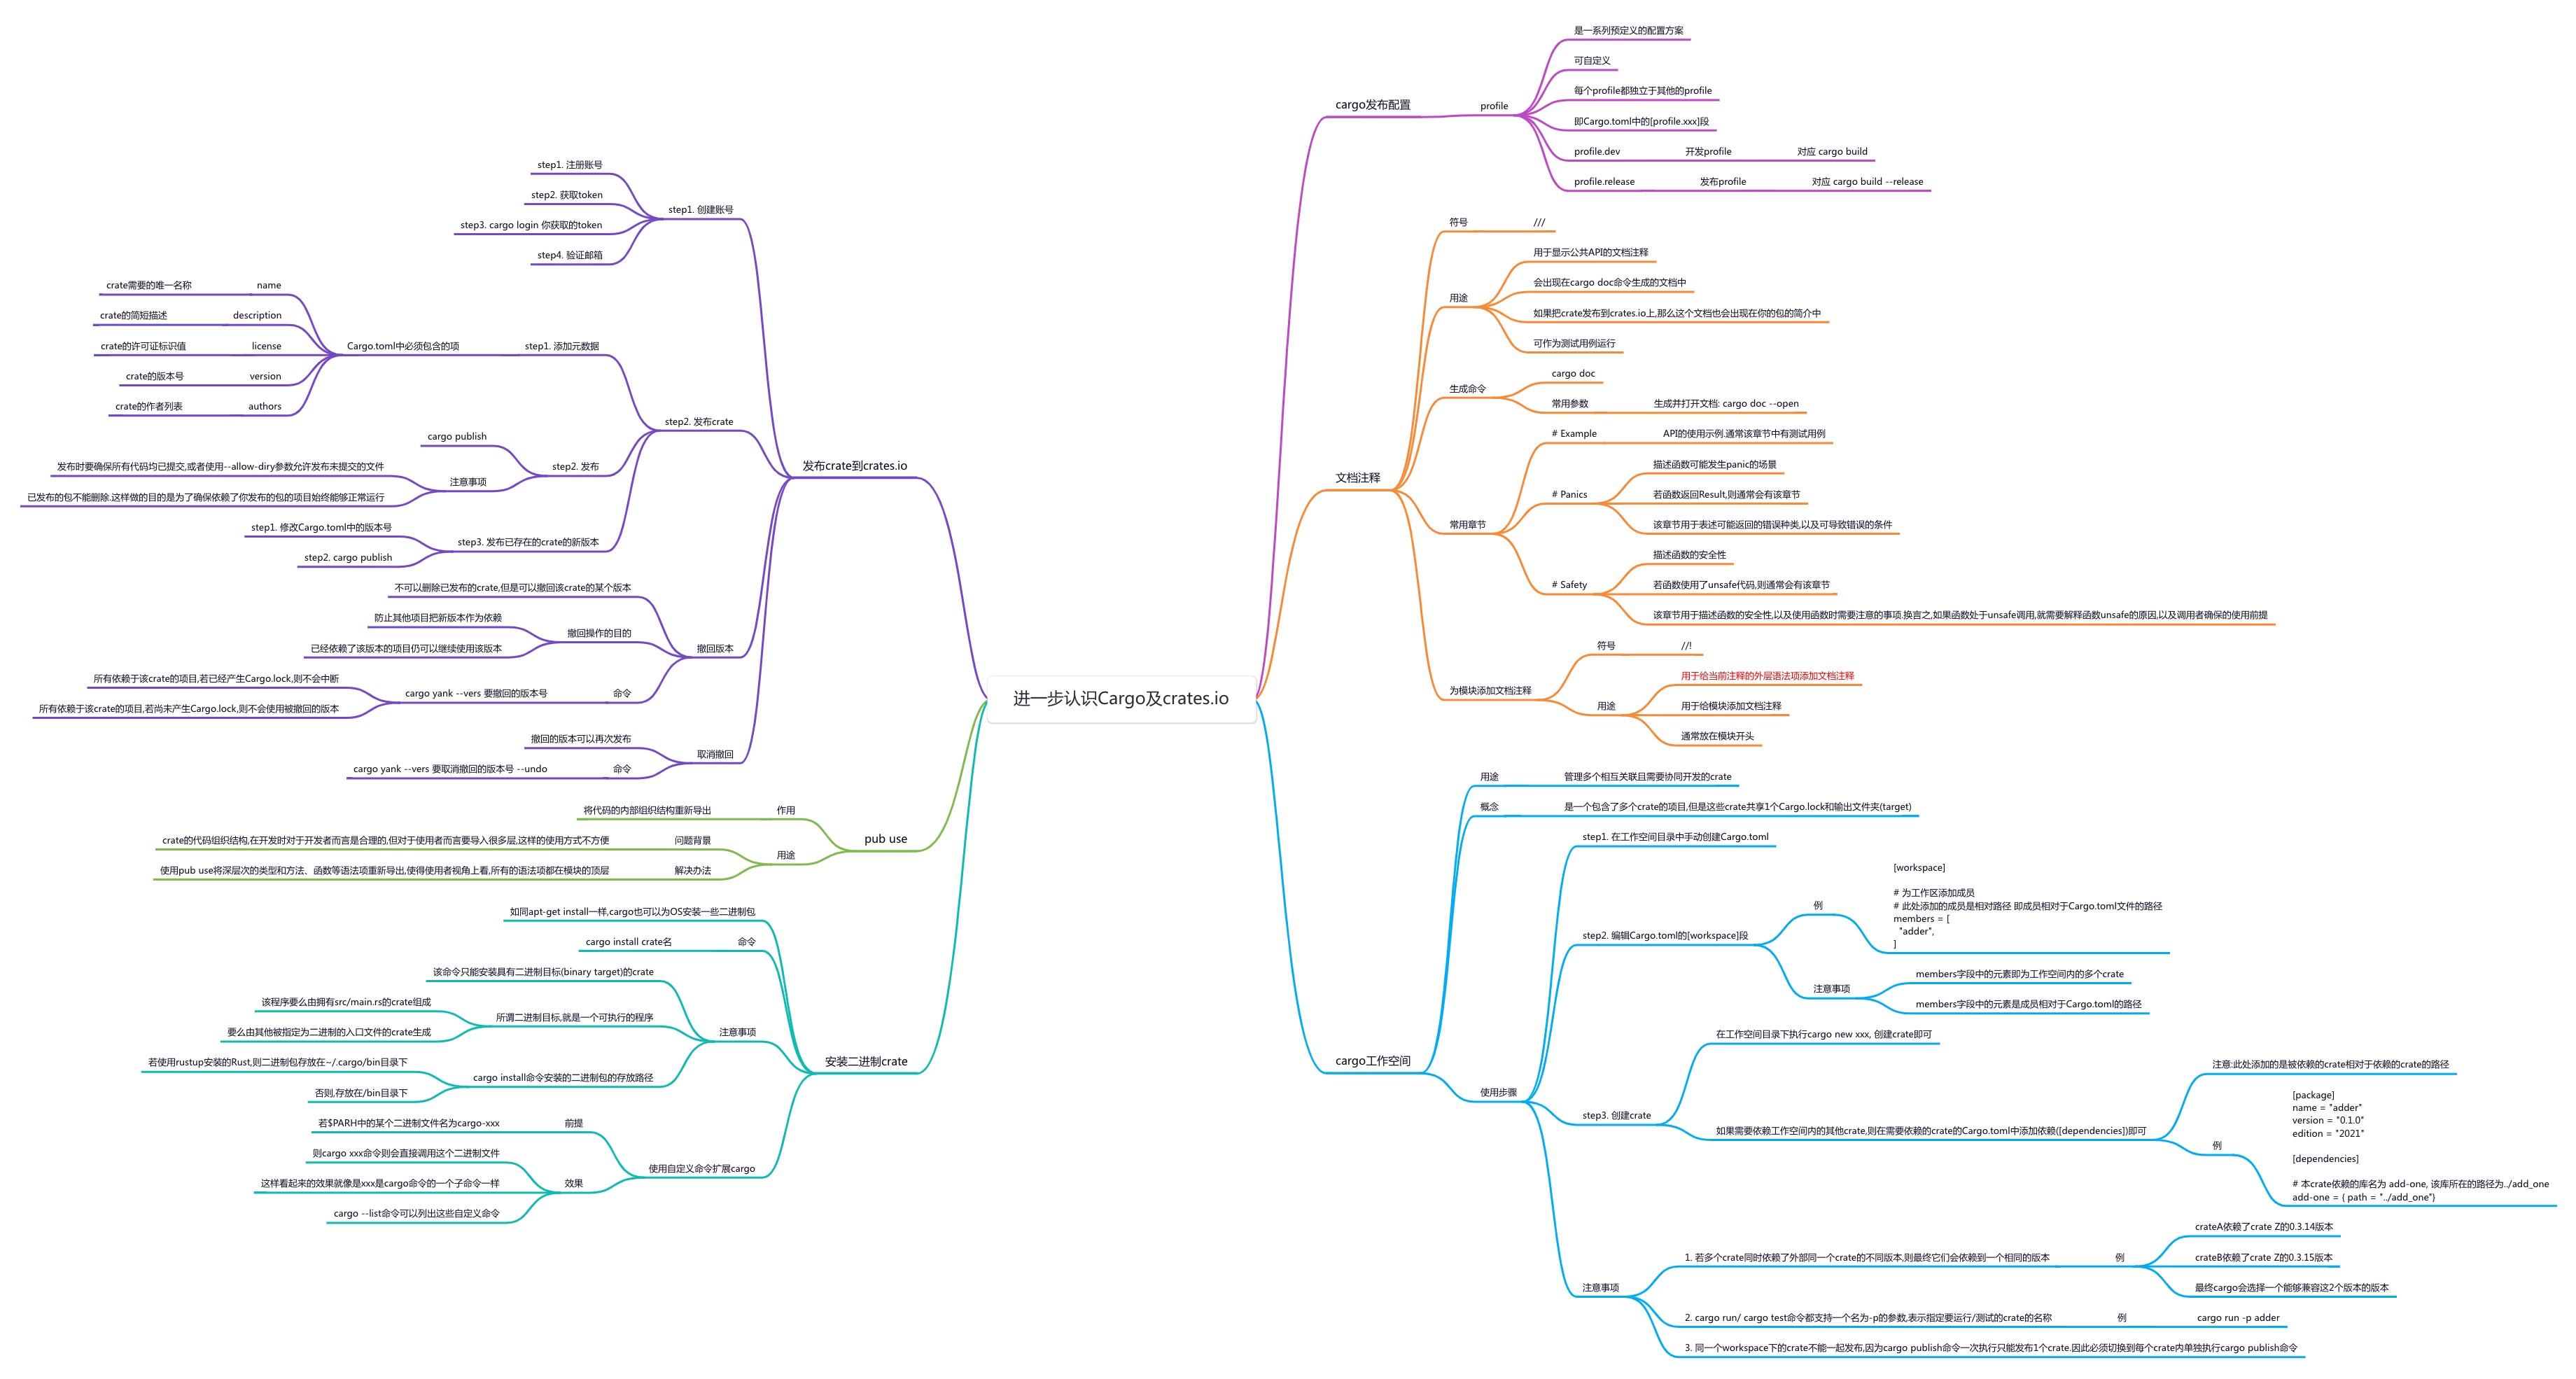 进一步认识Cargo及crates.io
cargo发布配置
profile
是一系列预定义的配置方案
可自定义
每个profile都独立于其他的profile
即Cargo.toml中的[profile.xxx]段
profile.dev
开发profile
对应 cargo build
profile.release
发布profile
对应 cargo build --release
文档注释
符号
///
用途
用于显示公共API的文档注释
会出现在cargo doc命令生成的文档中
如果把crate发布到crates.io上,那么这个文档也会出现在你的包的简介中
可作为测试用例运行
生成命令
cargo doc
常用参数
生成并打开文档: cargo doc --open
常用章节
# Example
API的使用示例.通常该章节中有测试用例
# Panics
描述函数可能发生panic的场景
若函数返回Result,则通常会有该章节
该章节用于表述可能返回的错误种类,以及可导致错误的条件
# Safety
描述函数的安全性
若函数使用了unsafe代码,则通常会有该章节
该章节用于描述函数的安全性,以及使用函数时需要注意的事项.换言之,如果函数处于unsafe调用,就需要解释函数unsafe的原因,以及调用者确保的使用前提
为模块添加文档注释
符号
//!
用途
用于给当前注释的外层语法项添加文档注释
用于给模块添加文档注释
通常放在模块开头
cargo工作空间
用途
管理多个相互关联且需要协同开发的crate
概念
是一个包含了多个crate的项目,但是这些crate共享1个Cargo.lock和输出文件夹(target)
使用步骤
step1. 在工作空间目录中手动创建Cargo.toml
step2. 编辑Cargo.toml的[workspace]段
例
[workspace]
# 为工作区添加成员
# 此处添加的成员是相对路径 即成员相对于Cargo.toml文件的路径
members = [
"adder",
]
注意事项
members字段中的元素即为工作空间内的多个crate
members字段中的元素是成员相对于Cargo.toml的路径
step3. 创建crate
在工作空间目录下执行cargo new xxx, 创建crate即可
如果需要依赖工作空间内的其他crate,则在需要依赖的crate的Cargo.toml中添加依赖([dependencies])即可
注意:此处添加的是被依赖的crate相对于依赖的crate的路径
例
[package]
name = "adder"
version = "0.1.0"
edition = "2021"
[dependencies]
# 本crate依赖的库名为 add-one, 该库所在的路径为../add_one
add-one = { path = "../add_one"}
注意事项
1. 若多个crate同时依赖了外部同一个crate的不同版本,则最终它们会依赖到一个相同的版本
例
crateA依赖了crate Z的0.3.14版本
crateB依赖了crate Z的0.3.15版本
最终cargo会选择一个能够兼容这2个版本的版本
2. cargo run/ cargo test命令都支持一个名为-p的参数,表示指定要运行/测试的crate的名称
例
cargo run -p adder
3. 同一个workspace下的crate不能一起发布,因为cargo publish命令一次执行只能发布1个crate.因此必须切换到每个crate内单独执行cargo publish命令
发布crate到crates.io
step1. 创建账号
step1. 注册账号
step2. 获取token
step3. cargo login 你获取的token
step4. 验证邮箱
step2. 发布crate
step1. 添加元数据
Cargo.toml中必须包含的项
name
crate需要的唯一名称
description
crate的简短描述
license
crate的许可证标识值
version
crate的版本号
authors
crate的作者列表
step2. 发布
cargo publish
注意事项
发布时要确保所有代码均已提交,或者使用--allow-diry参数允许发布未提交的文件
已发布的包不能删除.这样做的目的是为了确保依赖了你发布的包的项目始终能够正常运行
step3. 发布已存在的crate的新版本
step1. 修改Cargo.toml中的版本号
step2. cargo publish
撤回版本
不可以删除已发布的crate,但是可以撤回该crate的某个版本
撤回操作的目的
防止其他项目把新版本作为依赖
已经依赖了该版本的项目仍可以继续使用该版本
命令
cargo yank --vers 要撤回的版本号
所有依赖于该crate的项目,若已经产生Cargo.lock,则不会中断
所有依赖于该crate的项目,若尚未产生Cargo.lock,则不会使用被撤回的版本
取消撤回
撤回的版本可以再次发布
命令
cargo yank --vers 要取消撤回的版本号 --undo
pub use
作用
将代码的内部组织结构重新导出
用途
问题背景
crate的代码组织结构,在开发时对于开发者而言是合理的,但对于使用者而言要导入很多层,这样的使用方式不方便
解决办法
使用pub use将深层次的类型和方法、函数等语法项重新导出,使得使用者视角上看,所有的语法项都在模块的顶层
安装二进制crate
如同apt-get install一样,cargo也可以为OS安装一些二进制包
命令
cargo install crate名
注意事项
该命令只能安装具有二进制目标(binary target)的crate
所谓二进制目标,就是一个可执行的程序
该程序要么由拥有src/main.rs的crate组成
要么由其他被指定为二进制的入口文件的crate生成
cargo install命令安装的二进制包的存放路径
若使用rustup安装的Rust,则二进制包存放在~/.cargo/bin目录下
否则,存放在/bin目录下
使用自定义命令扩展cargo
前提
若$PARH中的某个二进制文件名为cargo-xxx
效果
则cargo xxx命令则会直接调用这个二进制文件
这样看起来的效果就像是xxx是cargo命令的一个子命令一样
cargo --list命令可以列出这些自定义命令